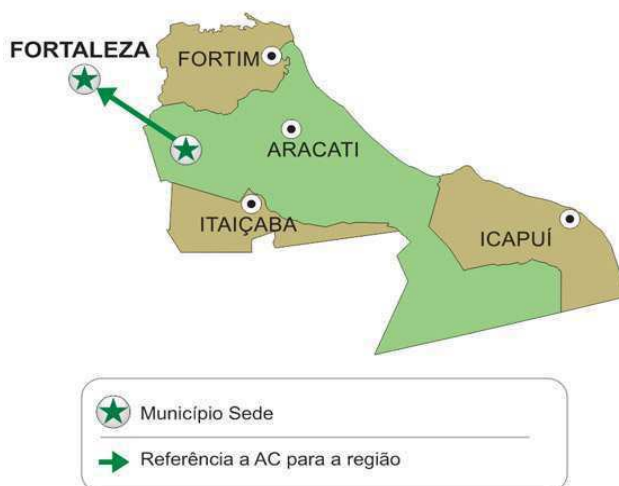 FORTALEZA
FORTIM
ARACATI
ITAIÇABA
ICAPUÍ
Município Sede
Referência a AC para a região